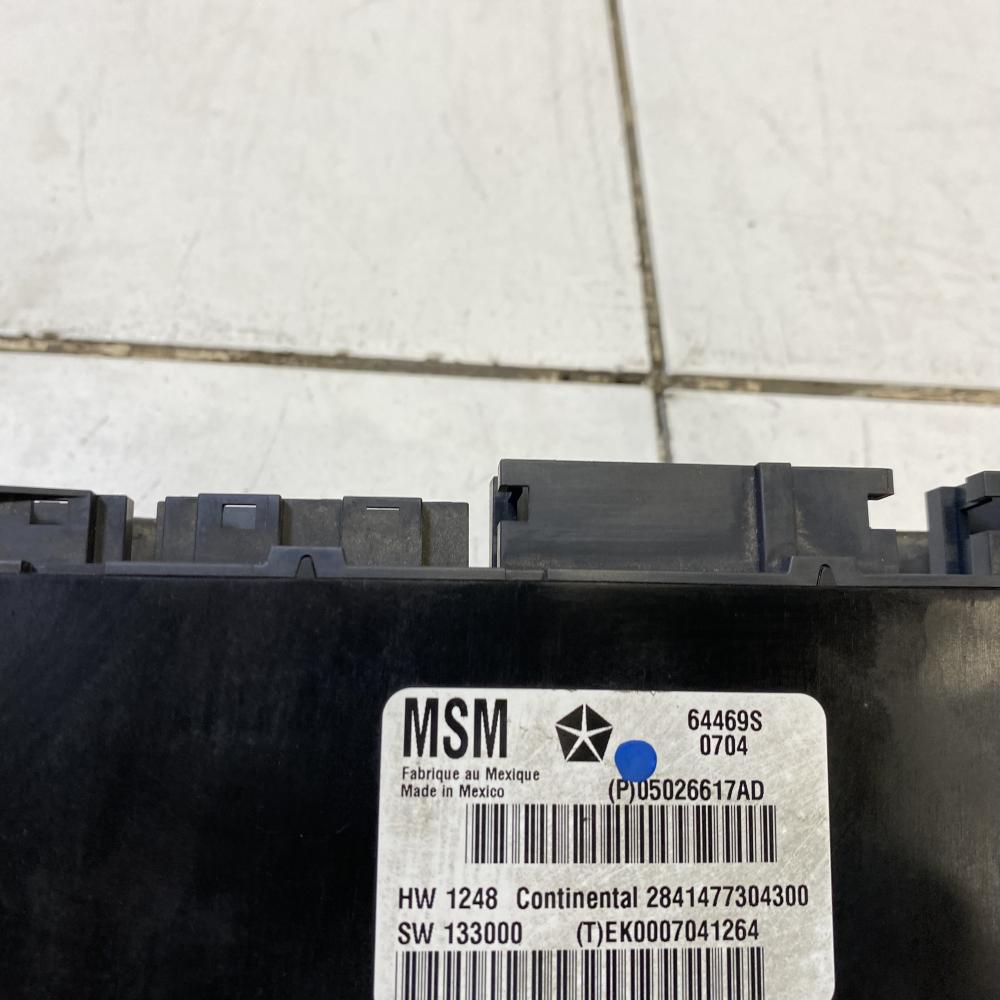 MSM
64469S
0704
Fabrique au Mexique
Made in Mexico
(P)05026617AD
HW 1248 Continental 2841477304300
SW 133000 (T)EK0007041264